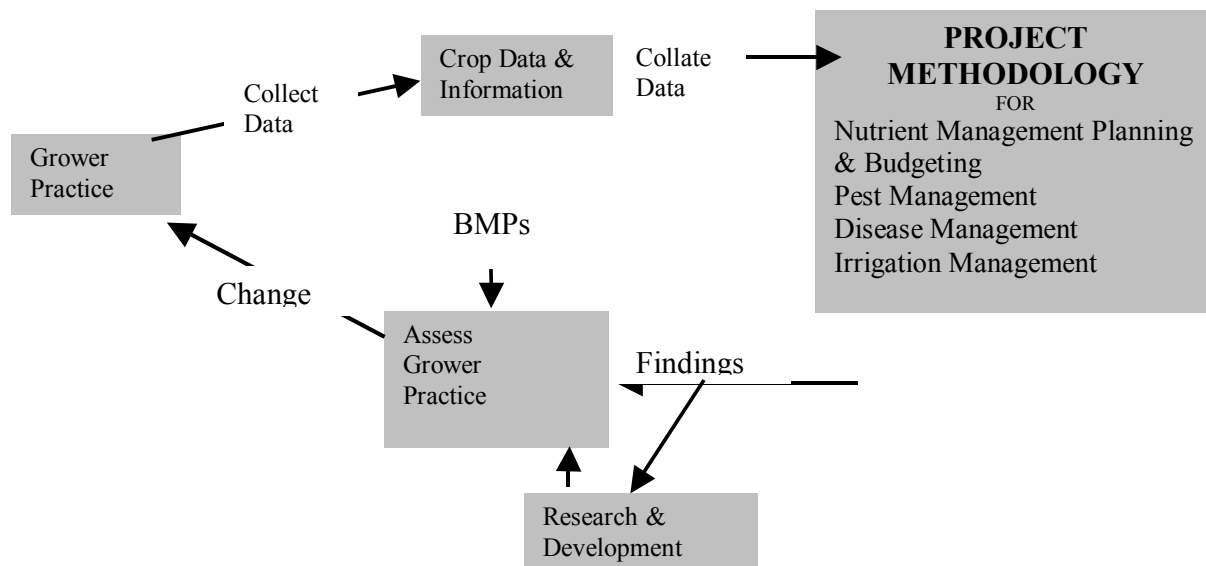 Grower
Practice
Collect
Data
Crop Data &
Information
Collate
Data
PROJECT
METHODOLOGY
FOR
Nutrient Management Planning
& Budgeting
Pest Management
Disease Management
Irrigation Management
BMPs
Change
Assess
Grower
Practice
Findings
Research &
Development